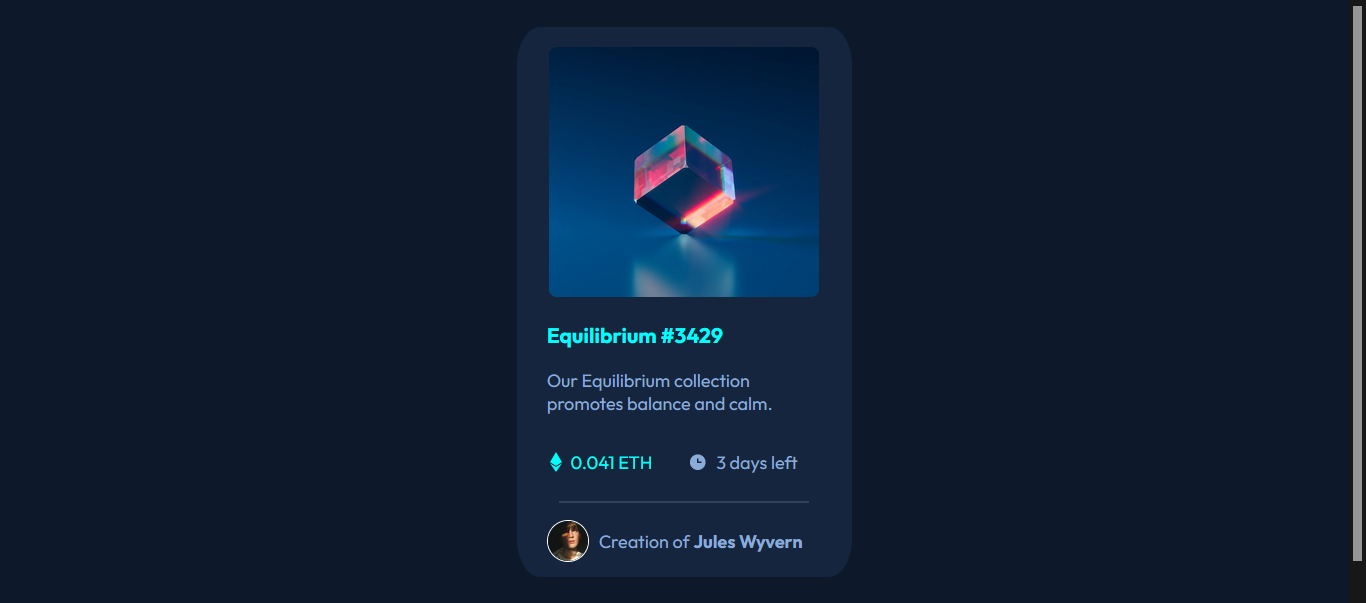 Equilibrium #3429
Our Equilibrium collection
promotes balance and calm.
0.041 ETH 3 days left
Creation of Jules Wyvern